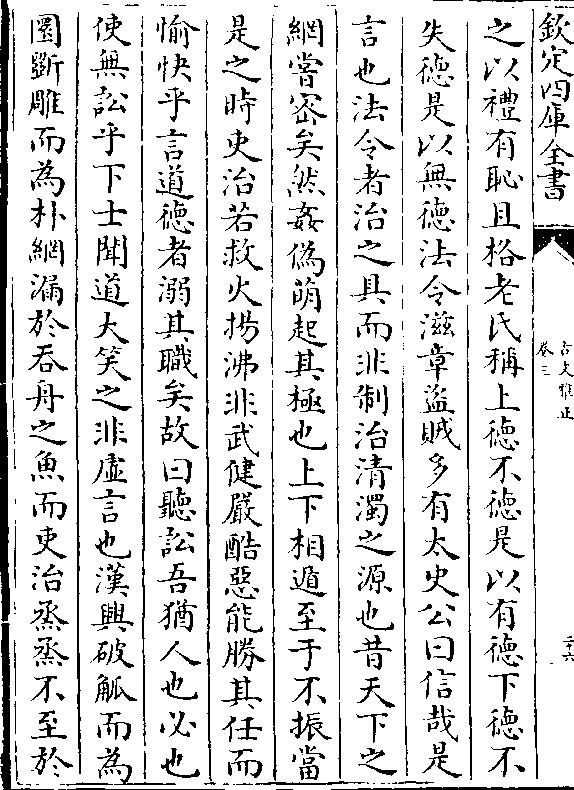 欽定四庫全書
古文雅正
卷三
二十六
之以禮有恥且格老氏稱上德不德是以有德下德不
失德是以無德法令滋章盜賊多有太史公曰信哉是
言也法令者治之具而非制治清濁之源也昔天下之
網嘗密矣然姦偽萌起其極也上下相遁至于不振當
是之時吏治若救火揚沸非武健嚴酷惡能勝其任而
愉快乎言道德者溺其職矣故曰聽訟吾猶人也必也
使無訟乎下士聞道大笑之非虛言也漢興破觚而為
圜斵雕而為朴網漏於吞舟之魚而吏治烝烝不至於